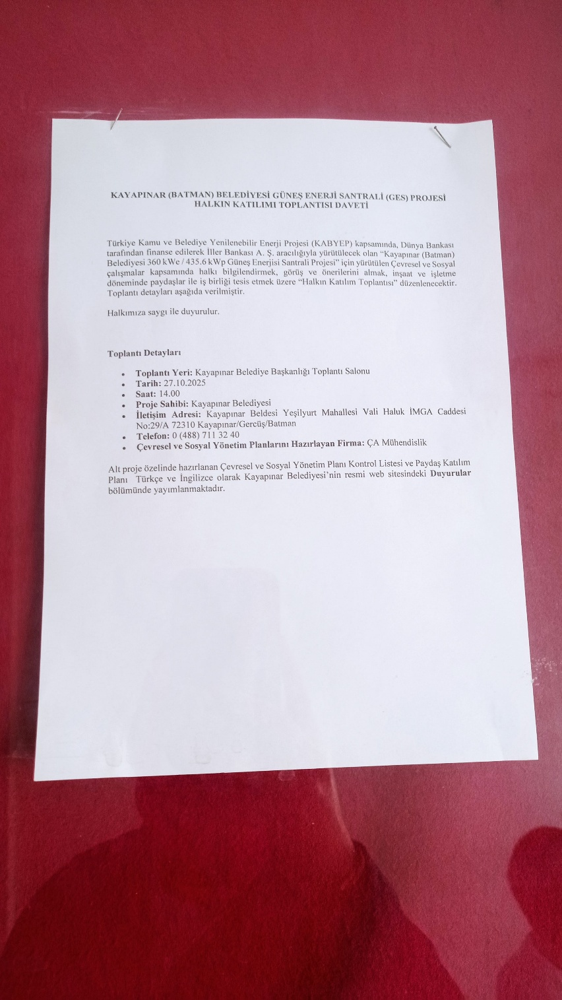 KAYAPINAR (BATMAN) BELEDİYESİ GÜNEŞ ENERJİ SANTRALİ (GES) PROJESİ
HALKIN KATILIMI TOPLANTISI DAVETİ
Türkiye Kamu ve Belediye Yenilenebilir Enerji Projesi (KABYEP) kapsamında, Dünya Bankası
tarafından finanse edilerek İller Bankası A. Ş. aracılığıyla yürütülecek olan “Kayapınar (Batman)
Belediyesi 360 kWe / 435.6 kWp Güneş Enerjisi Santrali Projesi” için yürütülen Çevresel ve Sosyal
çalışmalar kapsamında halkı bilgilendirmek, görüş ve önerilerini almak, inşaat ve işletme
döneminde paydaşlar ile iş birliği tesis etmek üzere “Halkın Katılım Toplantısı” düzenlenecektir.
Toplantı detayları aşağıda verilmiştir.
Halkımıza saygı ile duyurulur.
Toplantı Detayları
• Toplantı Yeri: Kayapınar Belediye Başkanlığı Toplantı Salonu
• Tarih: 27.10.2025
• Saat: 14.00
• Proje Sahibi: Kayapınar Belediyesi
• İletişim Adresi: Kayapınar Beldesi Yeşilyurt Mahallesi Vali Haluk İMGA Caddesi
No:29/A 72310 Kayapınar/Gercüş/Batman
• Telefon: 0 (488) 711 32 40
• Çevresel ve Sosyal Yönetim Planlarını Hazırlayan Firma: ÇA Mühendislik
Alt proje özelinde hazırlanan Çevresel ve Sosyal Yönetim Planı Kontrol Listesi ve Paydaş Katılım
Planı Türkçe ve İngilizce olarak Kayapınar Belediyesi’nin resmi web sitesindeki Duyurular
bölümünde yayımlanmaktadır.